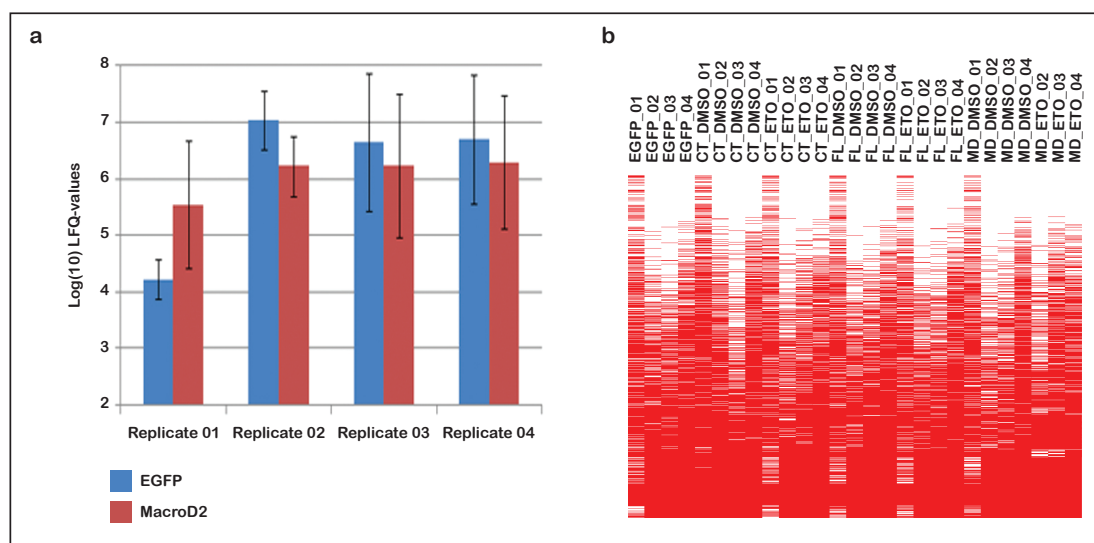 a
b
8
7
6
5
4
3
2
Log(10) LFQ-values
Replicate 01
Replicate 02
Replicate 03
Replicate 04
EGFP
MacroD2
EGFP_01
EGFP_02
EGFP_03
EGFP_04
CT_DMSO_01
CT_DMSO_02
CT_DMSO_03
CT_DMSO_04
CT_ETO_01
CT_ETO_02
CT_ETO_03
CT_ETO_04
FL_DMSO_01
FL_DMSO_02
FL_DMSO_03
FL_DMSO_04
FL_ETO_01
FL_ETO_02
FL_ETO_03
FL_ETO_04
MD_DMSO_01
MD_DMSO_02
MD_DMSO_03
MD_DMSO_04
MD_ETO_02
MD_ETO_03
MD_ETO_04